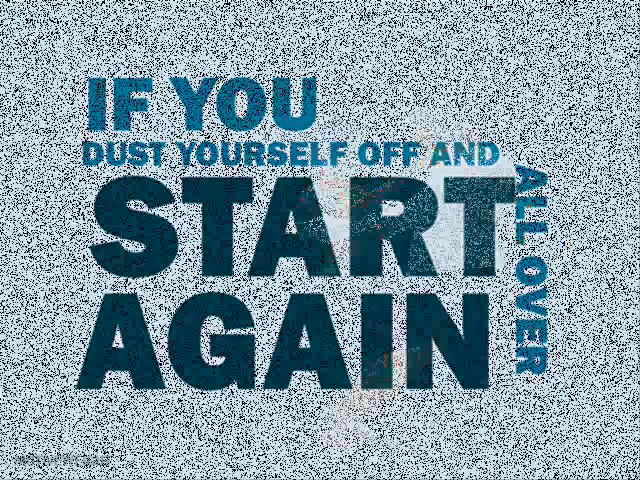 IF YOU
DUST YOURSELF OFF AND
START
AGAIN
ALL OVER